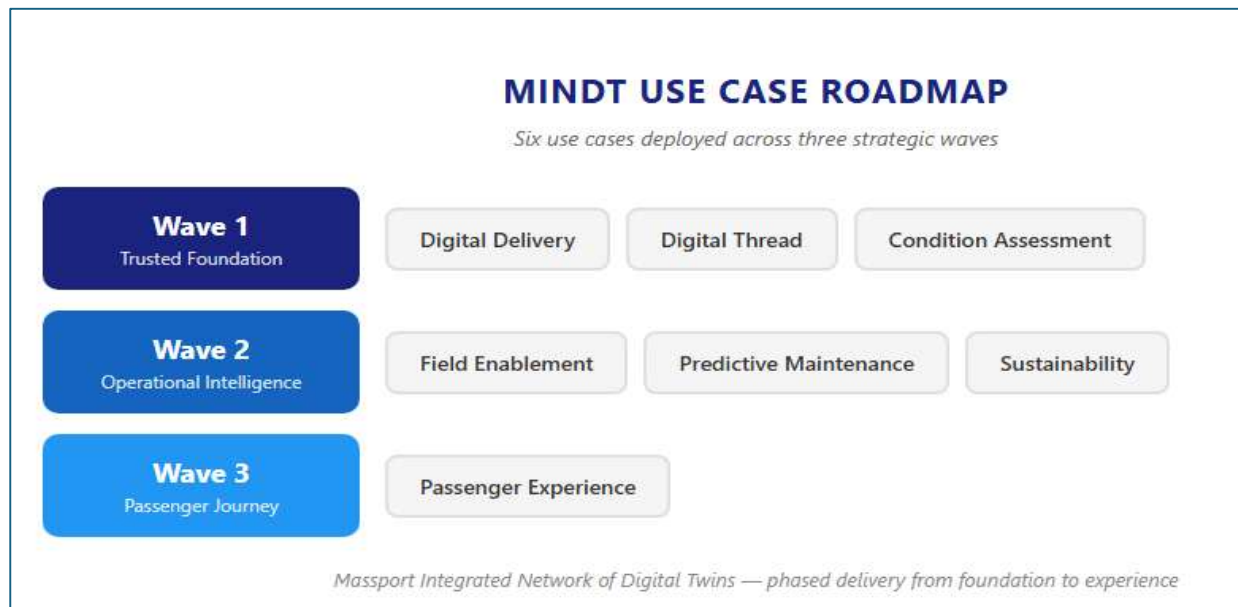 MINDT USE CASE ROADMAP
Six use cases deployed across three strategic waves
Wave 1
Trusted Foundation
Digital Delivery
Digital Thread
Condition Assessment
Wave 2
Operational Intelligence
Field Enablement
Predictive Maintenance
Sustainability
Wave 3
Passenger Journey
Passenger Experience
Massport Integrated Network of Digital Twins — phased delivery from foundation to experience